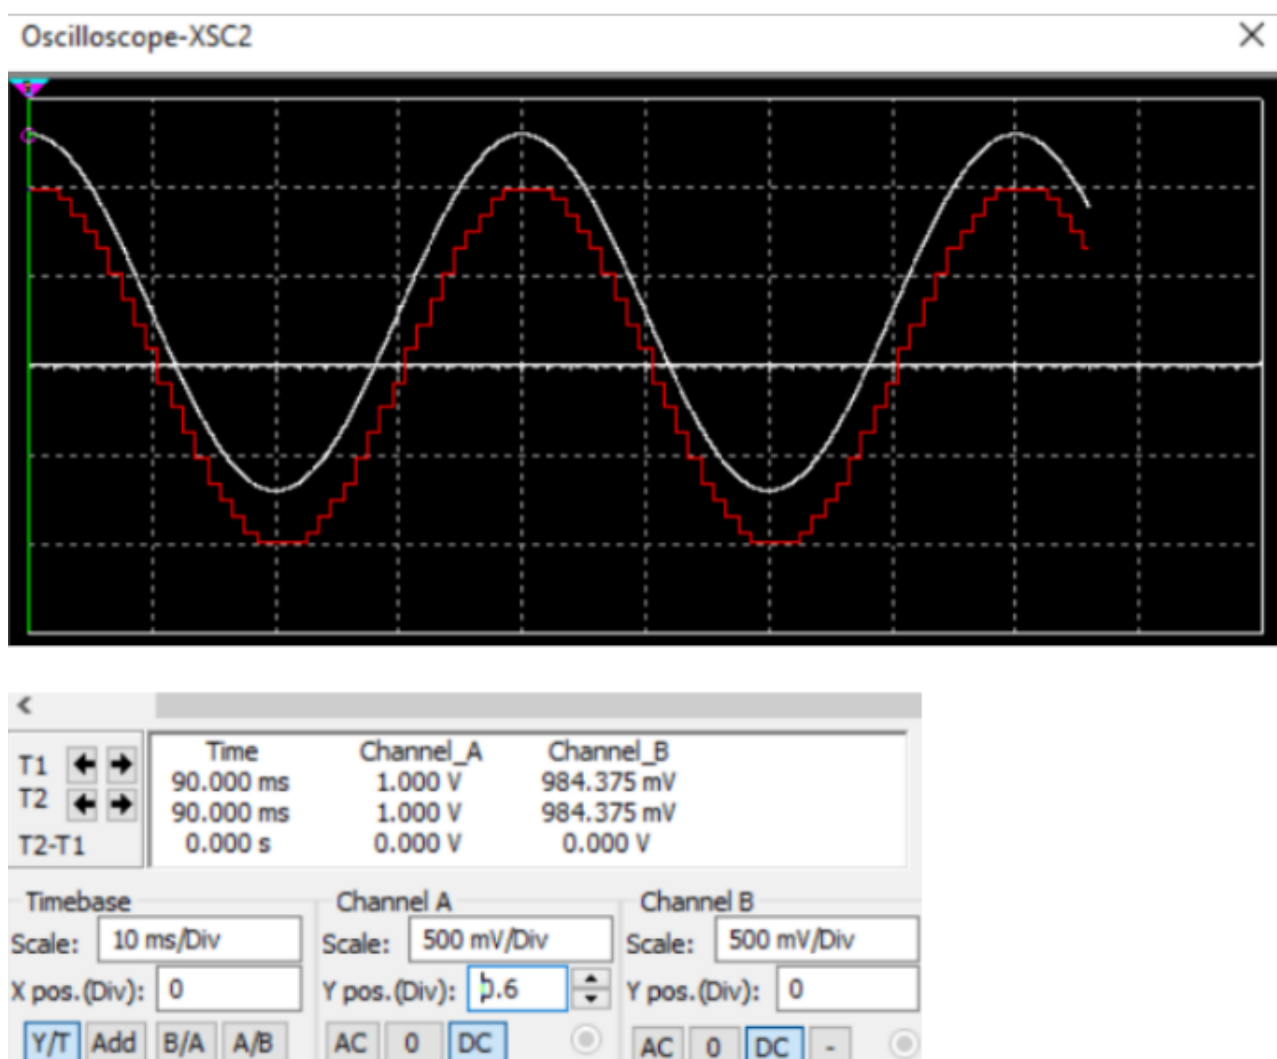 Oscilloscope-XSC2
Time Channel_A Channel_B
T1 90.000 ms 1.000 V 984.375 mV
T2 90.000 ms 1.000 V 984.375 mV
T2-T1 0.000 s 0.000 V 0.000 V
Timebase Channel A Channel B
Scale: 10 ms/Div Scale: 500 mV/Div Scale: 500 mV/Div
X pos.(Div): 0 Y pos.(Div): 0.6 Y pos.(Div): 0
Y/T Add B/A A/B AC 0 DC AC 0 DC -